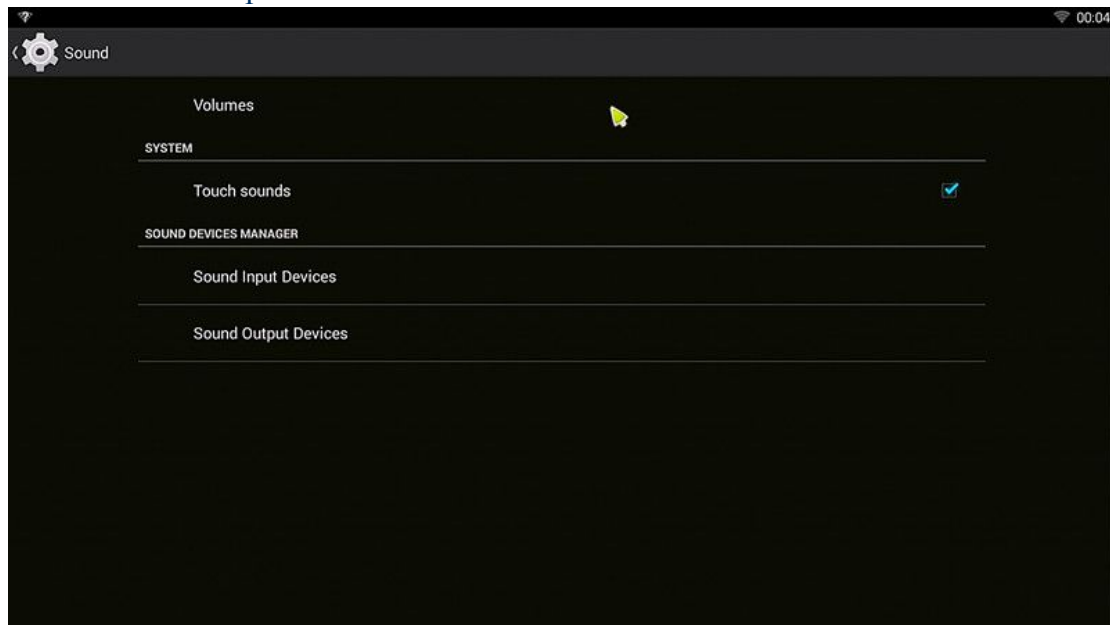 00:04
Sound
Volumes
SYSTEM
Touch sounds
SOUND DEVICES MANAGER
Sound Input Devices
Sound Output Devices